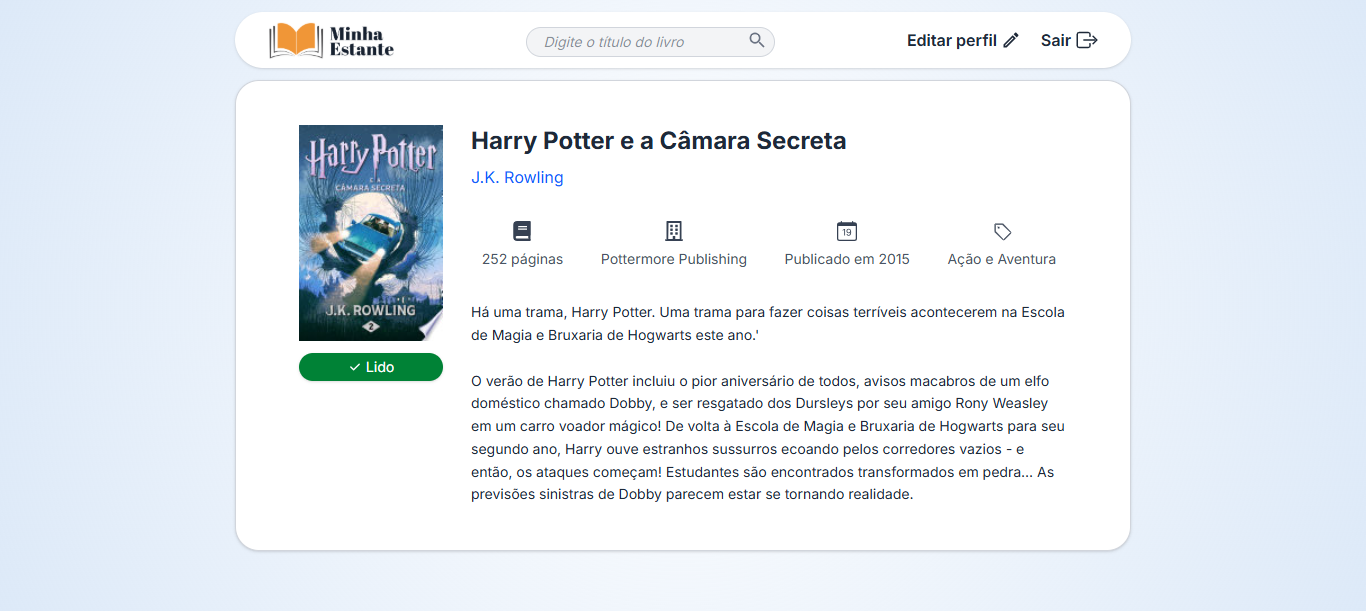 Minha
Estante
Digite o título do livro
Editar perfil
Sair
Harry Potter
E A
CÂMARA SECRETA
J.K. ROWLING
2
Lido
Harry Potter e a Câmara Secreta
J.K. Rowling
19
252 páginas
Pottermore Publishing
Publicado em 2015
Ação e Aventura
Há uma trama, Harry Potter. Uma trama para fazer coisas terríveis acontecerem na Escola
de Magia e Bruxaria de Hogwarts este ano.'
O verão de Harry Potter incluiu o pior aniversário de todos, avisos macabros de um elfo
doméstico chamado Dobby, e ser resgatado dos Dursleys por seu amigo Rony Weasley
em um carro voador mágico! De volta à Escola de Magia e Bruxaria de Hogwarts para seu
segundo ano, Harry ouve estranhos sussurros ecoando pelos corredores vazios - e
então, os ataques começam! Estudantes são encontrados transformados em pedra... As
previsões sinistras de Dobby parecem estar se tornando realidade.